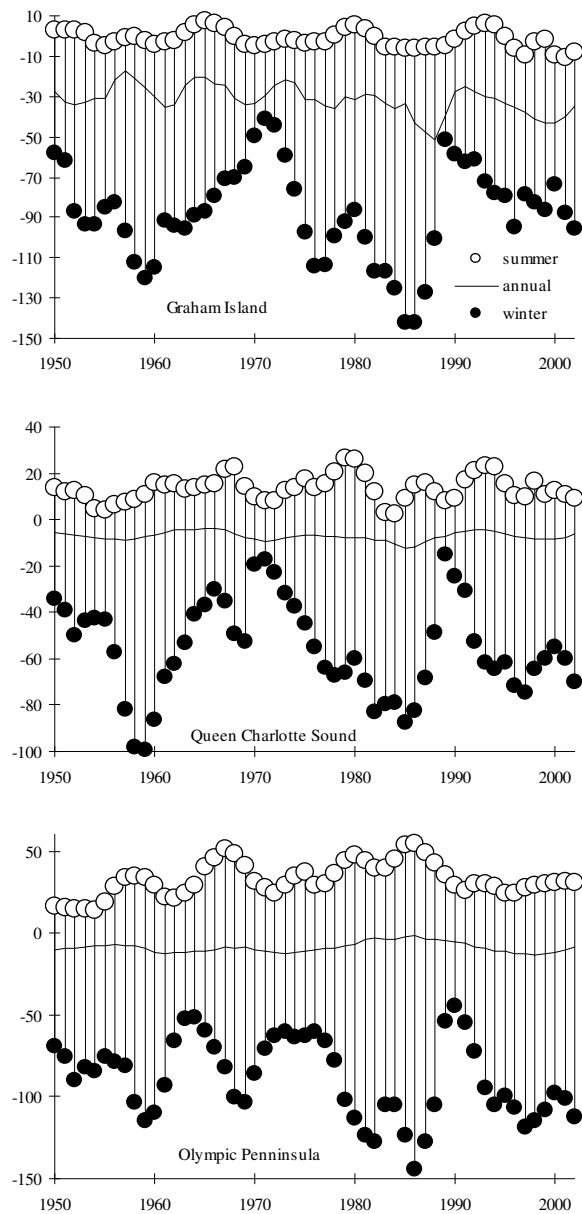 10
-10
-30
-50
-70
-90
-110
-130
-150
summer
annual
winter
Graham Island
1950 1960 1970 1980 1990 2000
40
20
0
-20
-40
-60
-80
-100
Queen Charlotte Sound
1950 1960 1970 1980 1990 2000
50
0
-50
-100
-150
Olympic Penninsula
1950 1960 1970 1980 1990 2000